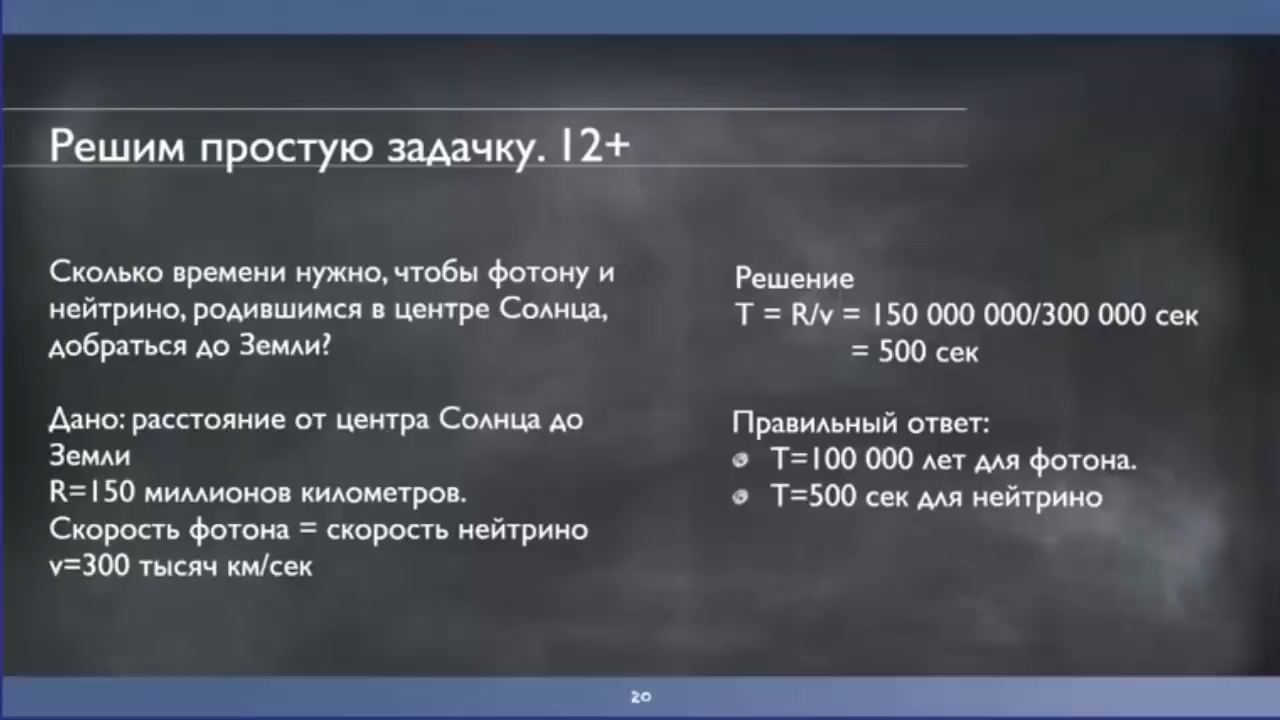 Решим простую задачку. 12+
Сколько времени нужно, чтобы фотону и
нейтрино, родившимся в центре Солнца,
добраться до Земли?
Дано: расстояние от центра Солнца до
Земли
R=150 миллионов километров.
Скорость фотона = скорость нейтрино
v=300 тысяч км/сек
Решение
T = R/v = 150 000 000/300 000 сек
= 500 сек
Правильный ответ:
T=100 000 лет для фотона.
T=500 сек для нейтрино
20